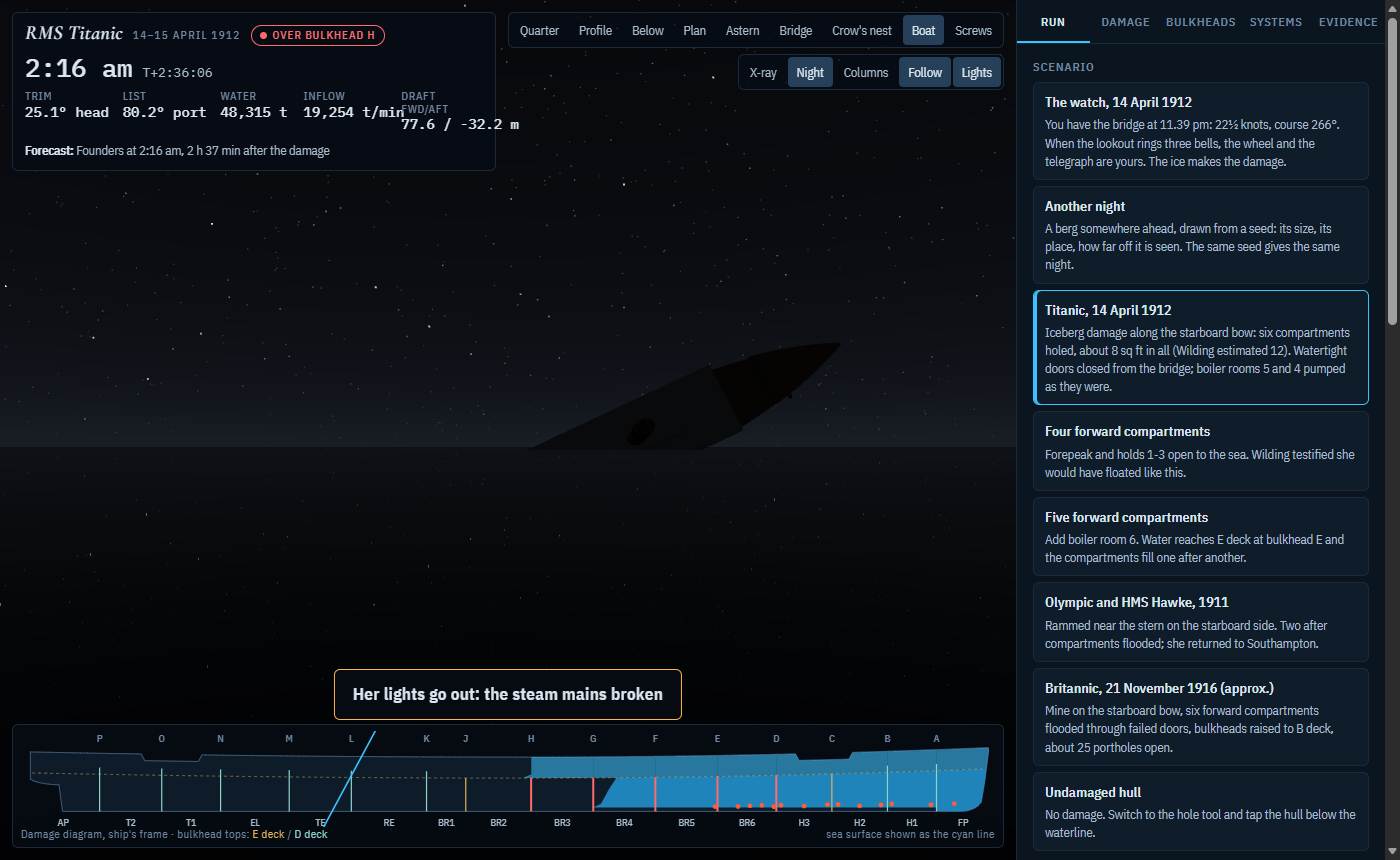 RMS Titanic 14–15 APRIL 1912 OVER BULKHEAD H
2:16 am T+2:36:06
TRIM LIST WATER INFLOW DRAFT FWD/AFT
25.1° head 80.2° port 48,315 t 19,254 t/min 77.6 / -32.2 m
Forecast: Founders at 2:16 am, 2 h 37 min after the damage
Quarter Profile Below Plan Astern Bridge Crow's nest Boat Screws
X-ray Night Columns Follow Lights
Her lights go out: the steam mains broken
P O N M L K J H G F E D C B A
AP T2 T1 EL TE RE BR1 BR2 BR3 BR4 BR5 BR6 H3 H2 H1 FP
Damage diagram, ship's frame · bulkhead tops: E deck / D deck
sea surface shown as the cyan line
RUN DAMAGE BULKHEADS SYSTEMS EVIDENCE
SCENARIO
The watch, 14 April 1912
You have the bridge at 11.39 pm: 22½ knots, course 266°.
When the lookout rings three bells, the wheel and the
telegraph are yours. The ice makes the damage.
Another night
A berg somewhere ahead, drawn from a seed: its size, its
place, how far off it is seen. The same seed gives the same
night.
Titanic, 14 April 1912
Iceberg damage along the starboard bow: six compartments
holed, about 8 sq ft in all (Wilding estimated 12). Watertight
doors closed from the bridge; boiler rooms 5 and 4 pumped
as they were.
Four forward compartments
Forepeak and holds 1-3 open to the sea. Wilding testified she
would have floated like this.
Five forward compartments
Add boiler room 6. Water reaches E deck at bulkhead E and
the compartments fill one after another.
Olympic and HMS Hawke, 1911
Rammed near the stern on the starboard side. Two after
compartments flooded; she returned to Southampton.
Britannic, 21 November 1916 (approx.)
Mine on the starboard bow, six forward compartments
flooded through failed doors, bulkheads raised to B deck,
about 25 portholes open.
Undamaged hull
No damage. Switch to the hole tool and tap the hull below the
waterline.